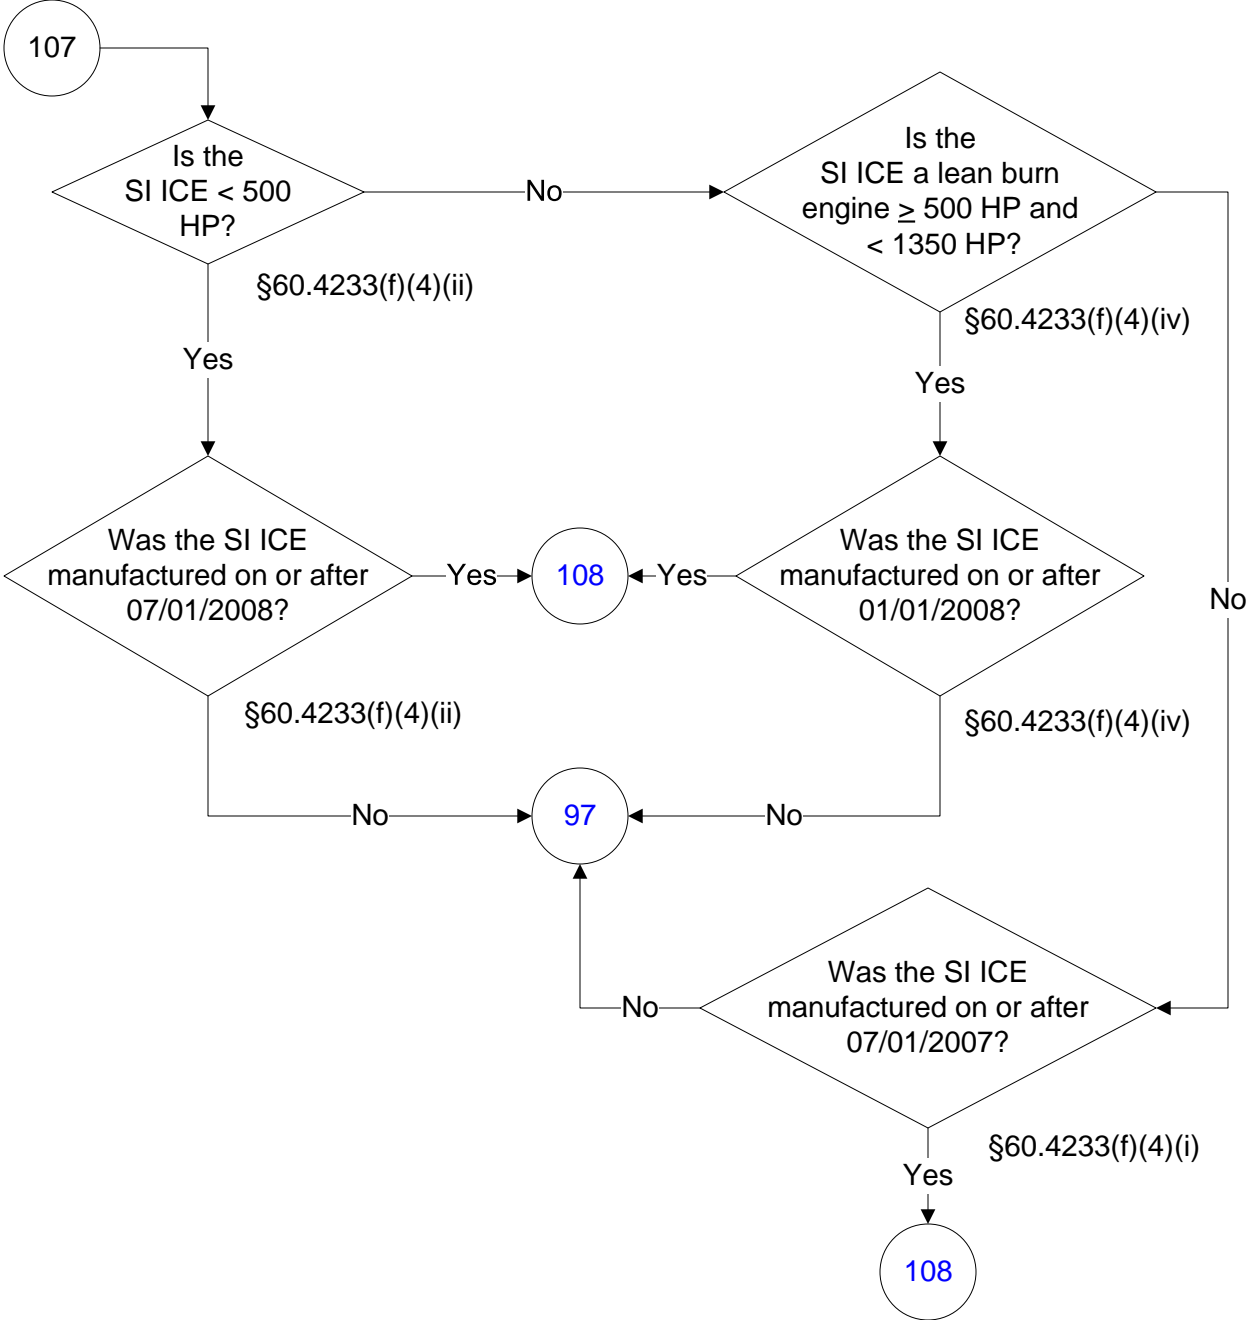 107
Is the
SI ICE < 500
HP?
No
Is the
SI ICE a lean burn
engine ≥ 500 HP and
< 1350 HP?
§60.4233(f)(4)(ii)
§60.4233(f)(4)(iv)
Yes
Yes
Was the SI ICE
manufactured on or after
07/01/2008?
Yes
108
Yes
Was the SI ICE
manufactured on or after
01/01/2008?
No
§60.4233(f)(4)(ii)
§60.4233(f)(4)(iv)
No
97
No
Was the SI ICE
manufactured on or after
07/01/2007?
No
§60.4233(f)(4)(i)
Yes
108